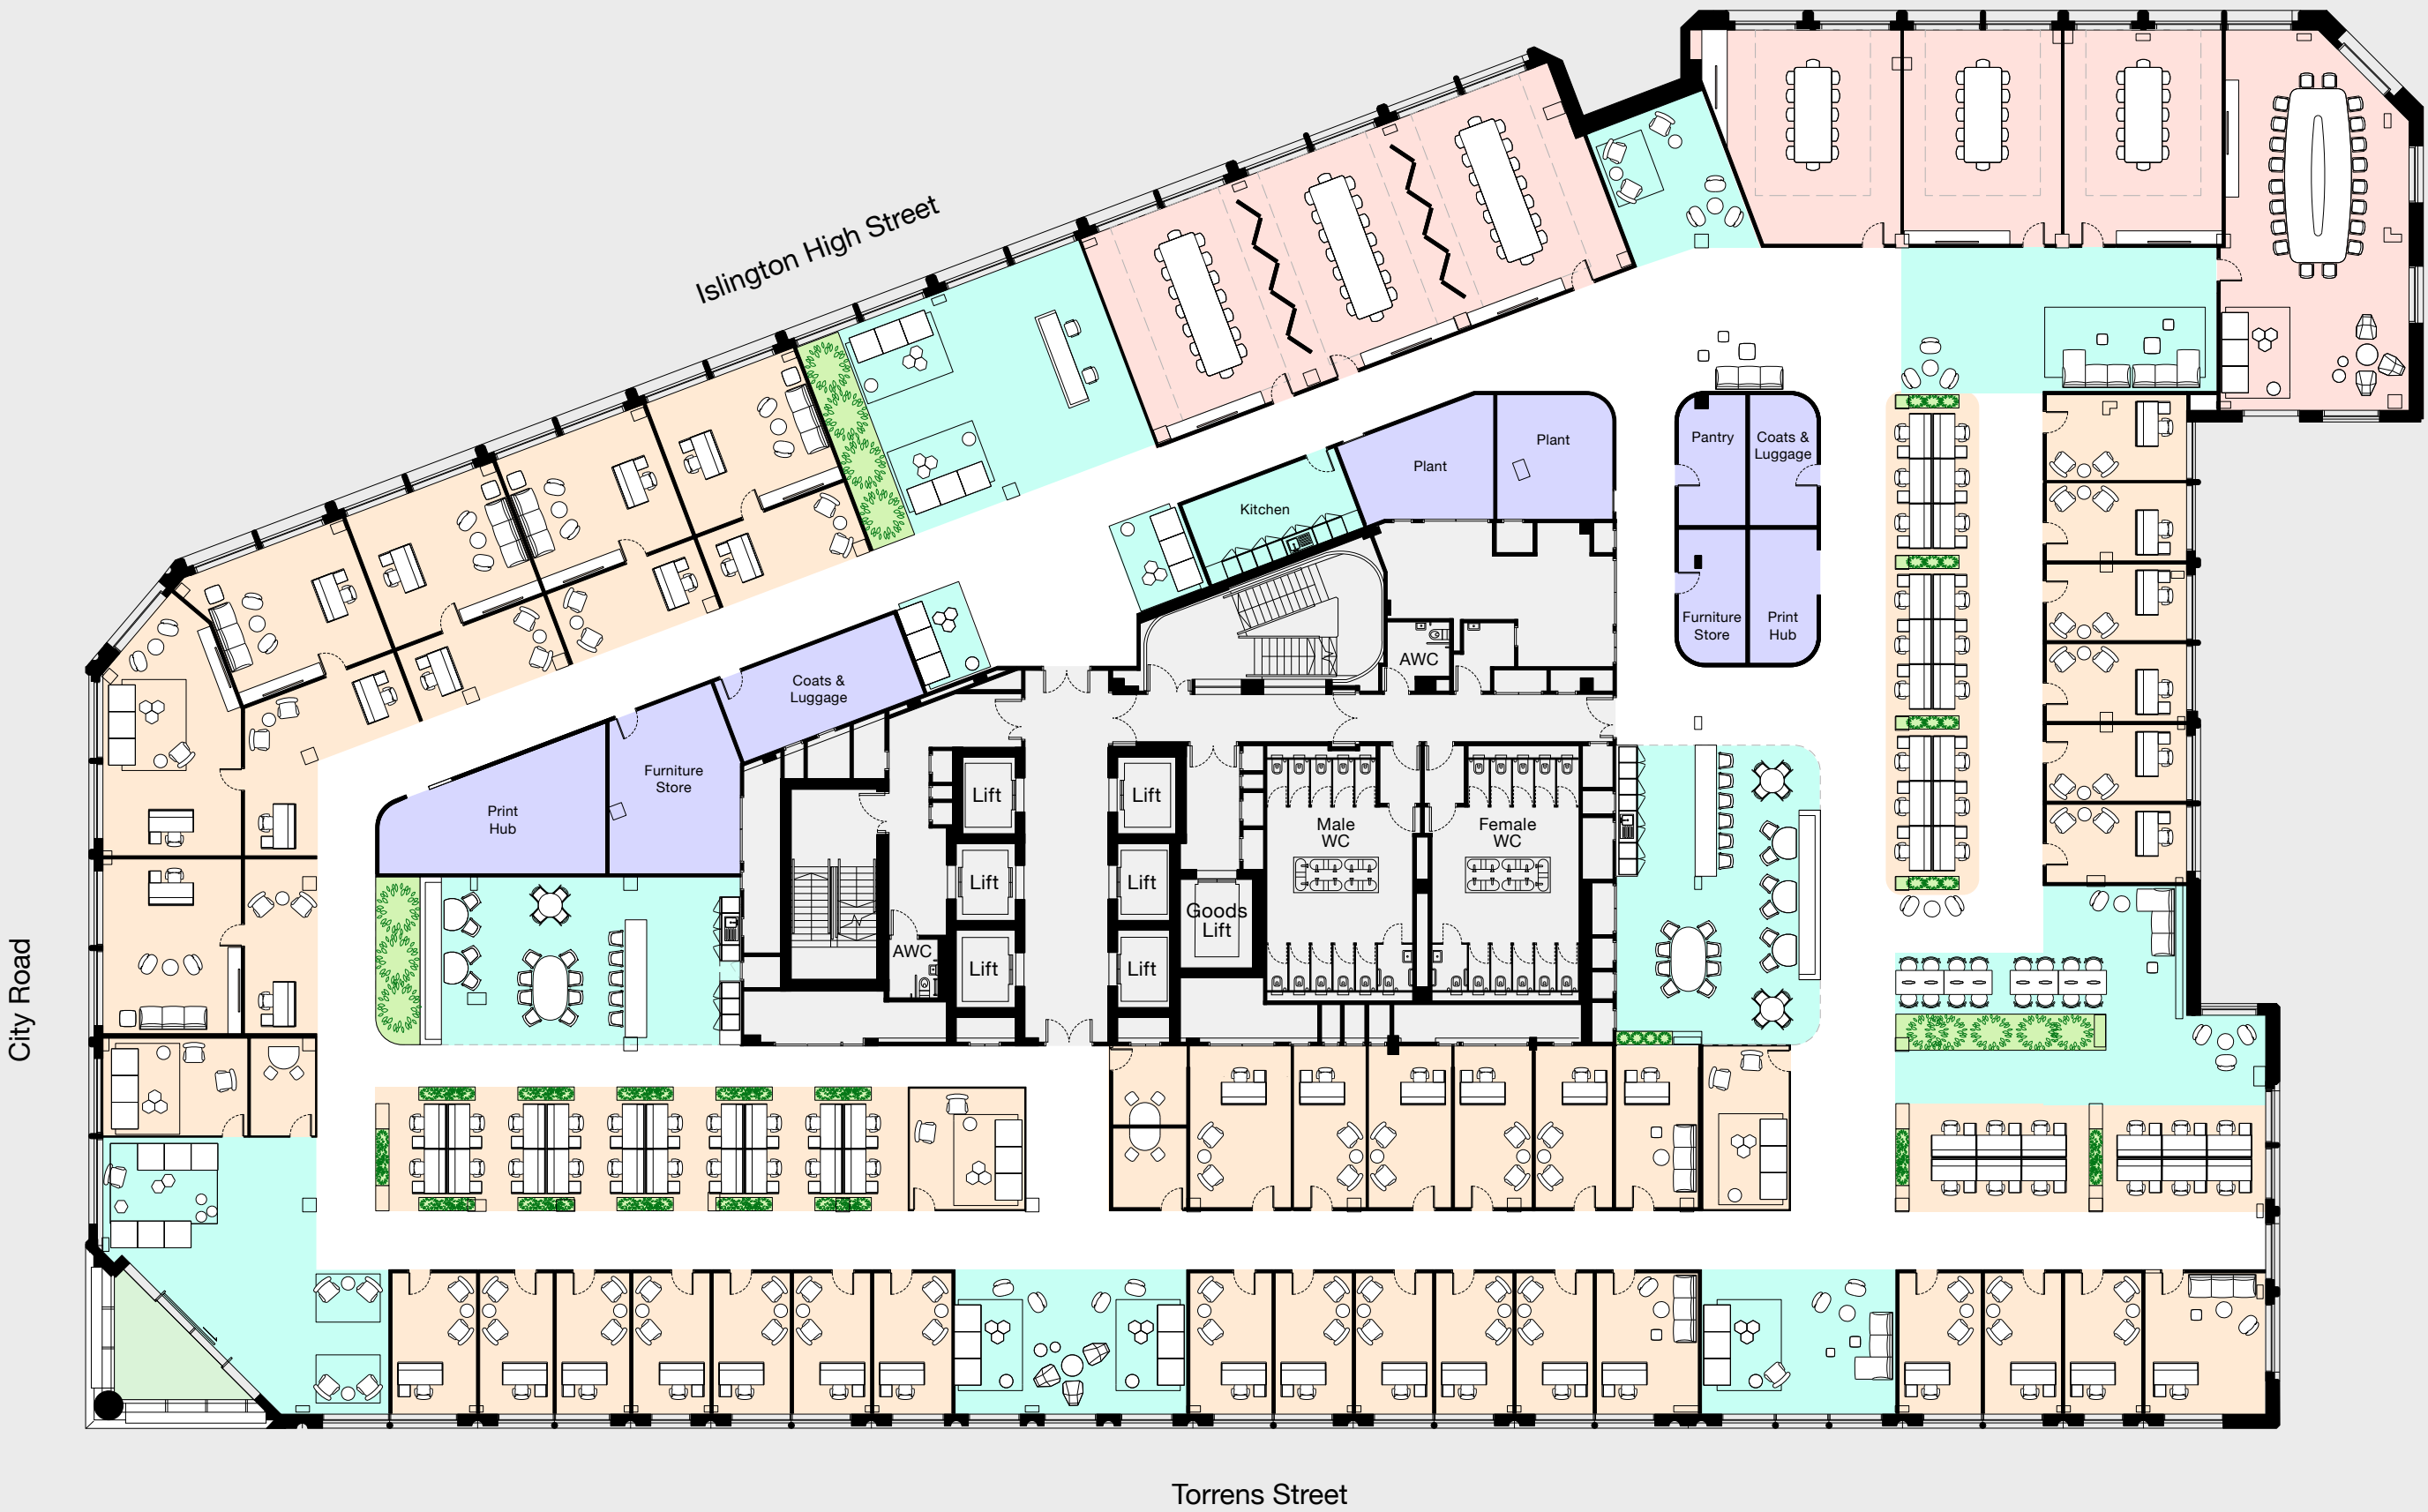 Islington High Street
Pantry
Coats &
Luggage
Plant
Plant
Kitchen
Furniture
Store
Print
Hub
AWC
Coats &
Luggage
Furniture
Store
Print
Hub
Lift
Lift
Male
WC
Female
WC
Lift
Lift
Goods
Lift
AWC
Lift
Lift
City Road
Torrens Street